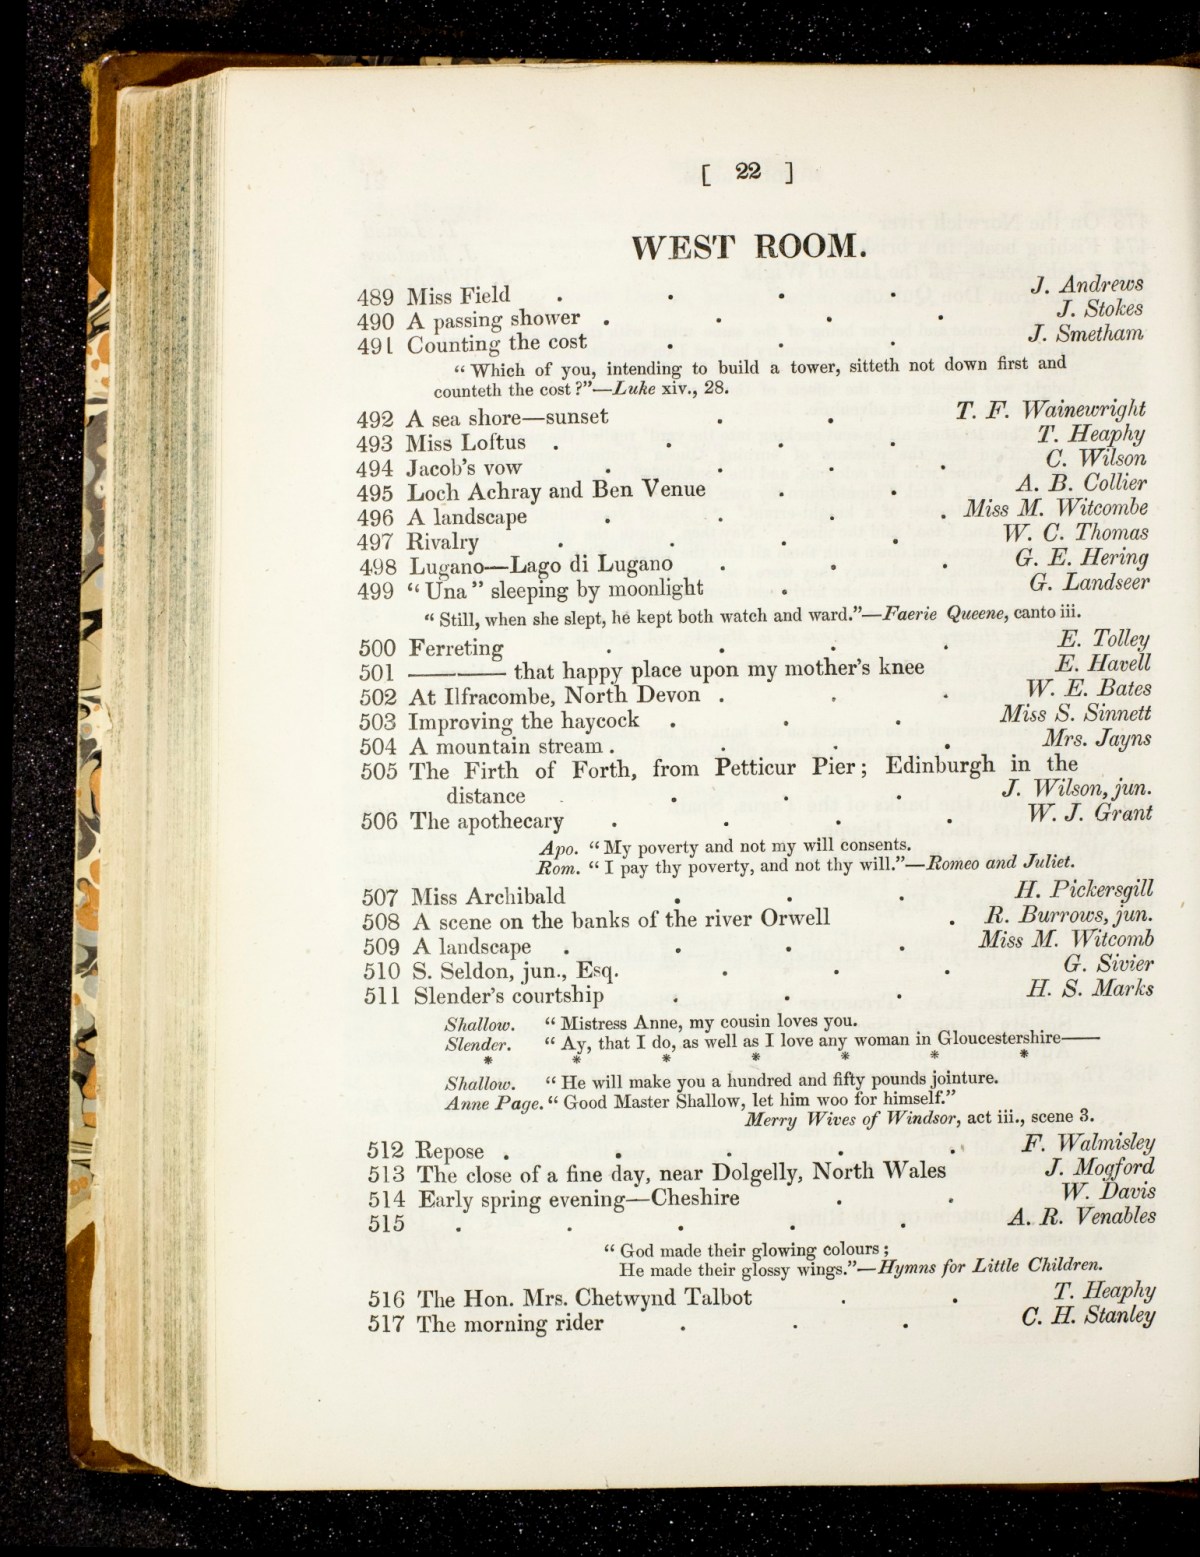 [ 22 ]
WEST ROOM.
489 Miss Field . . . . J. Andrews
490 A passing shower . . . . J. Stokes
491 Counting the cost . . . J. Smetham
“ Which of you, intending to build a tower, sitteth not down first and
counteth the cost ?”—Luke xiv., 28.
492 A sea shore—sunset . . T. F. Wainewright
493 Miss Loftus . . . . T. Heaphy
494 Jacob's vow . . . . C. Wilson
495 Loch Achray and Ben Venue . . A. B. Collier
496 A landscape . . . . Miss M. Witcombe
497 Rivalry . . . . W. C. Thomas
498 Lugano—Lago di Lugano . . . G. E. Hering
499 “ Una ” sleeping by moonlight . G. Landseer
“ Still, when she slept, he kept both watch and ward.”—Faerie Queene, canto iii.
500 Ferreting . . . . E. Tolley
501 ——— that happy place upon my mother's knee E. Havell
502 At Ilfracombe, North Devon . . . W. E. Bates
503 Improving the haycock . . . Miss S. Sinnett
504 A mountain stream . . . . Mrs. Jayns
505 The Firth of Forth, from Petticur Pier ; Edinburgh in the
distance . . . . J. Wilson, jun.
506 The apothecary . . . . W. J. Grant
Apo. “ My poverty and not my will consents.
Rom. “ I pay thy poverty, and not thy will.”—Romeo and Juliet.
507 Miss Archibald . . . H. Pickersgill
508 A scene on the banks of the river Orwell . R. Burrows, jun.
509 A landscape . . . . Miss M. Witcomb
510 S. Seldon, jun., Esq. . . . G. Sivier
511 Slender's courtship . . . H. S. Marks
Shallow. “ Mistress Anne, my cousin loves you.
Slender. “ Ay, that I do, as well as I love any woman in Gloucestershire——
* * * * * * *
Shallow. “ He will make you a hundred and fifty pounds jointure.
Anne Page. “ Good Master Shallow, let him woo for himself.”
Merry Wives of Windsor, act iii., scene 3.
512 Repose . . . . . F. Walmisley
513 The close of a fine day, near Dolgelly, North Wales J. Mogford
514 Early spring evening—Cheshire . . W. Davis
515 . . . . . A. R. Venables
“ God made their glowing colours ;
He made their glossy wings.”—Hymns for Little Children.
516 The Hon. Mrs. Chetwynd Talbot . . T. Heaphy
517 The morning rider . . . C. H. Stanley